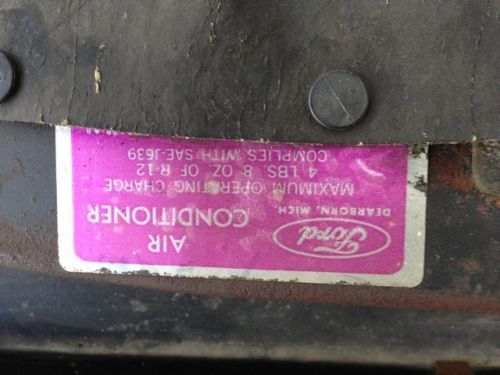 Ford
DEARBORN, MICH.
AIR
CONDITIONER
MAXIMUM OPERATING CHARGE
4 LBS 8 OZ OF R-12
COMPLIES WITH SAE-J639